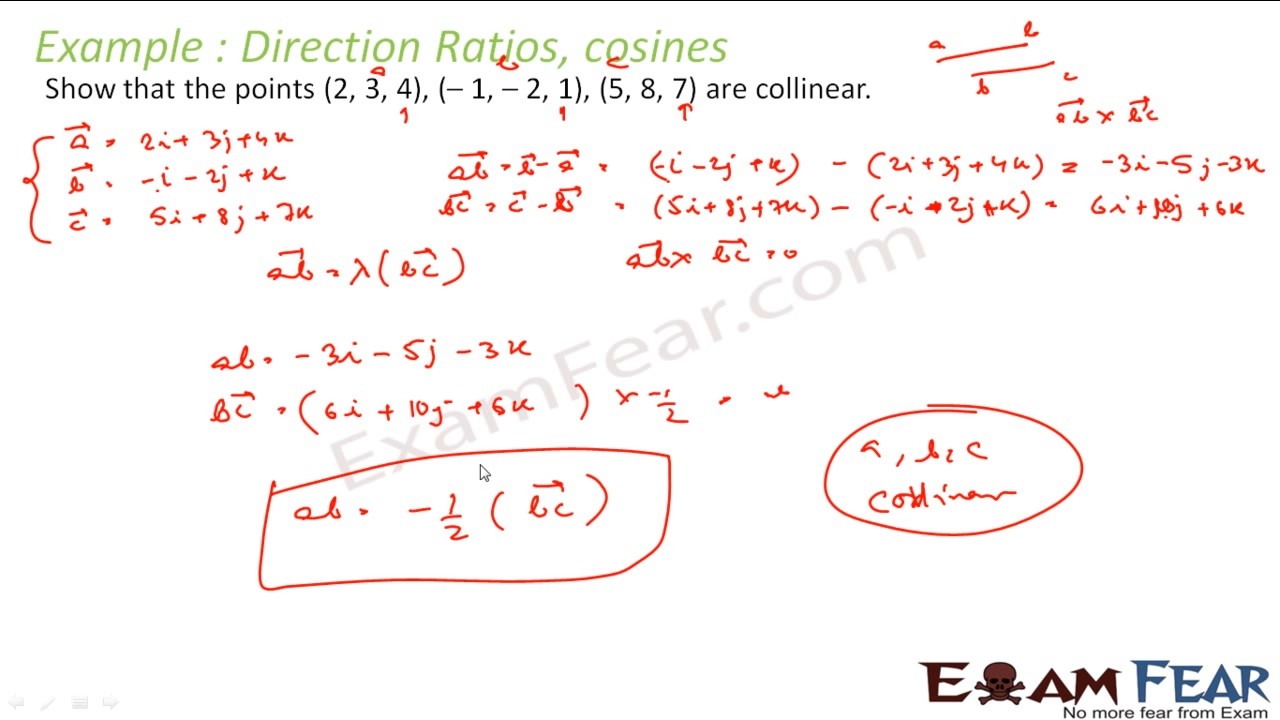 Example : Direction Ratios, cosines
a b c
Show that the points (2, 3, 4), (– 1, – 2, 1), (5, 8, 7) are collinear.
a b
b c
ab × bc
a = 2i + 3j + 4k
b = -i - 2j + k
c = 5i + 8j + 7k
ab = b - a = (-i - 2j + k) - (2i + 3j + 4k) = -3i - 5j - 3k
bc = c - b = (5i + 8j + 7k) - (-i - 2j + k) = 6i + 10j + 6k
ab = λ(bc)
ab × bc = 0
ab = -3i - 5j - 3k
bc = (6i + 10j + 6k) × -1/2 =
ab = -1/2 (bc)
a, b, c
collinear
ExamFear.com
EXAM FEAR
No more fear from Exam